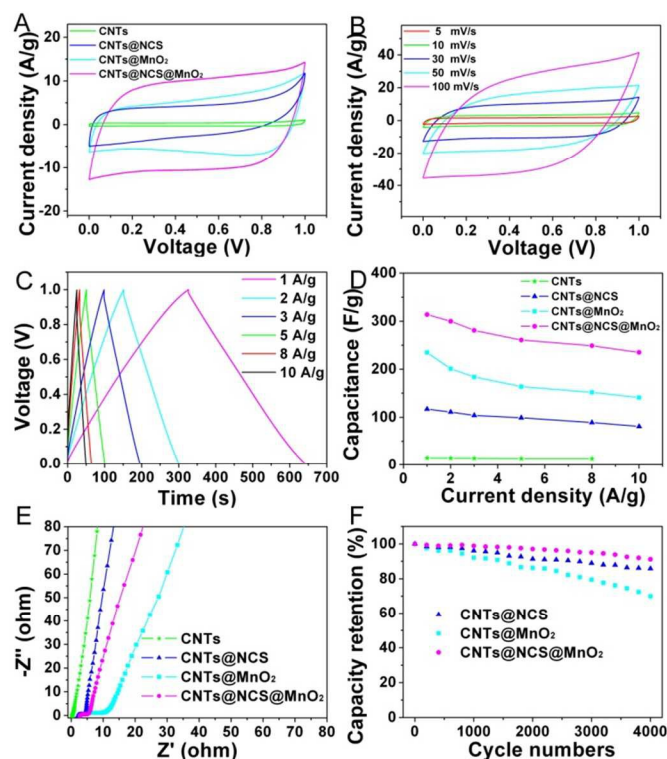 A
CNTs
CNTs@NCS
CNTs@MnO₂
CNTs@NCS@MnO₂
Current density (A/g)
20
10
0
-10
-20
0.0 0.2 0.4 0.6 0.8 1.0
Voltage (V)
B
5 mV/s
10 mV/s
30 mV/s
50 mV/s
100 mV/s
Current density (A/g)
40
20
0
-20
-40
0.0 0.2 0.4 0.6 0.8 1.0
Voltage (V)
C
1 A/g
2 A/g
3 A/g
5 A/g
8 A/g
10 A/g
Voltage (V)
1.0
0.8
0.6
0.4
0.2
0.0
0 100 200 300 400 500 600 700
Time (s)
D
CNTs
CNTs@NCS
CNTs@MnO₂
CNTs@NCS@MnO₂
Capacitance (F/g)
400
300
200
100
0
0 2 4 6 8 10
Current density (A/g)
E
CNTs
CNTs@NCS
CNTs@MnO₂
CNTs@NCS@MnO₂
-Z'' (ohm)
80
70
60
50
40
30
20
10
0
0 10 20 30 40 50 60
Z' (ohm)
F
CNTs@NCS
CNTs@MnO₂
CNTs@NCS@MnO₂
Capacity retention (%)
100
80
60
40
20
0
0 1000 2000 3000 4000
Cycle numbers